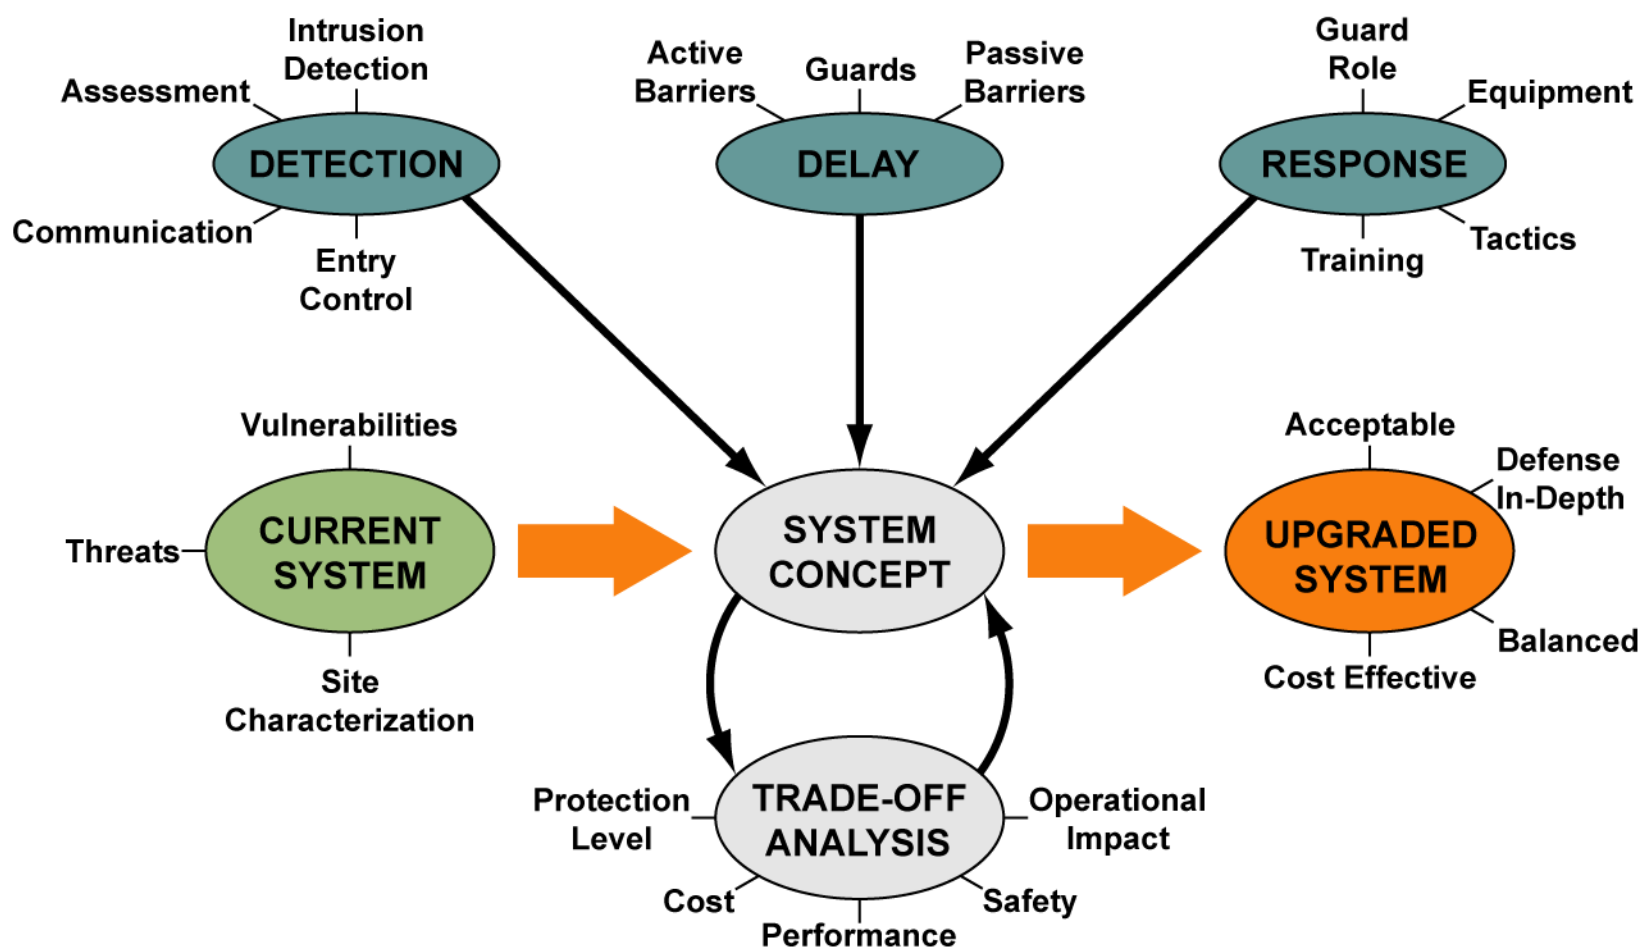 Intrusion
Detection
Assessment
DETECTION
Communication
Entry
Control
Active
Barriers
Guards
Passive
Barriers
DELAY
Guard
Role
Equipment
RESPONSE
Tactics
Training
Vulnerabilities
Threats
CURRENT
SYSTEM
Site
Characterization
SYSTEM
CONCEPT
Acceptable
Defense
In-Depth
UPGRADED
SYSTEM
Balanced
Cost Effective
Protection
Level
TRADE-OFF
ANALYSIS
Operational
Impact
Cost
Performance
Safety